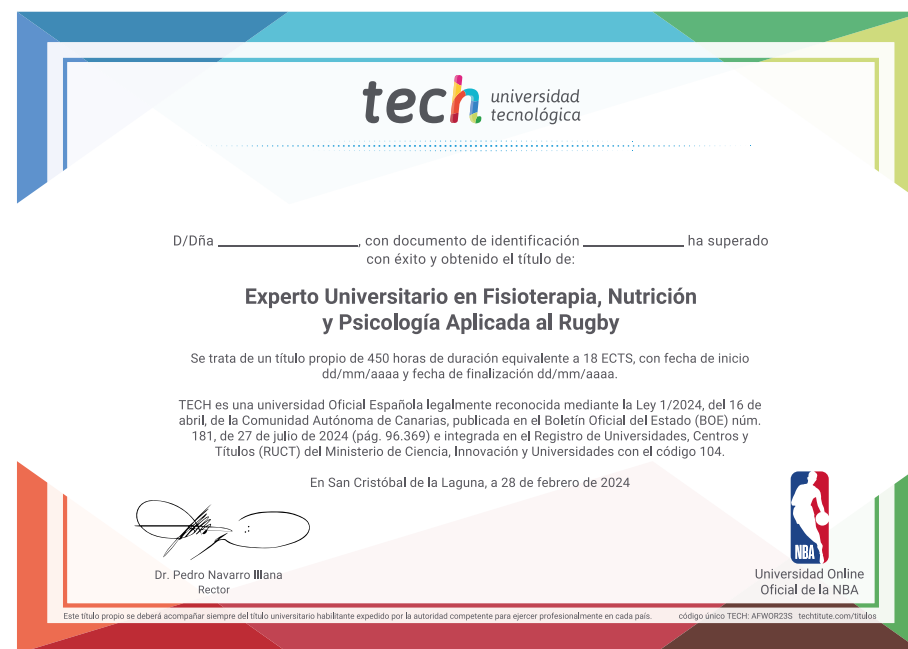 tech universidad
tecnológica
D/Dña ____________________, con documento de identificación ______________ ha superado
con éxito y obtenido el título de:
Experto Universitario en Fisioterapia, Nutrición
y Psicología Aplicada al Rugby
Se trata de un título propio de 450 horas de duración equivalente a 18 ECTS, con fecha de inicio
dd/mm/aaaa y fecha de finalización dd/mm/aaaa.
TECH es una universidad Oficial Española legalmente reconocida mediante la Ley 1/2024, del 16 de
abril, de la Comunidad Autónoma de Canarias, publicada en el Boletín Oficial del Estado (BOE) núm.
181, de 27 de julio de 2024 (pág. 96.369) e integrada en el Registro de Universidades, Centros y
Títulos (RUCT) del Ministerio de Ciencia, Innovación y Universidades con el código 104.
En San Cristóbal de la Laguna, a 28 de febrero de 2024
Dr. Pedro Navarro Illana
Rector
NBA
Universidad Online
Oficial de la NBA
Este título propio se deberá acompañar siempre del título universitario habilitante expedido por la autoridad competente para ejercer profesionalmente en cada país. código único TECH: AFWOR23S techtitute.com/titulos